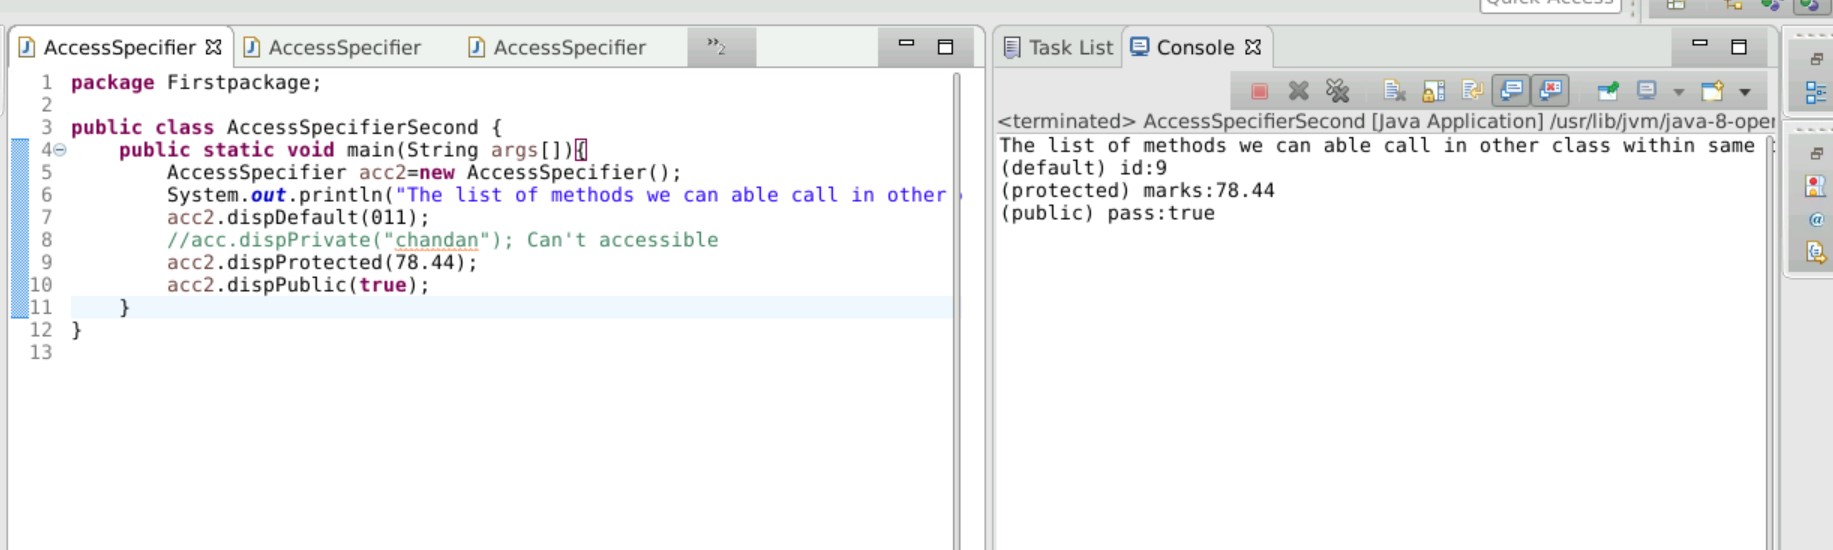 Quick Access
AccessSpecifier
AccessSpecifier
AccessSpecifier
»2
Task List
Console
<terminated> AccessSpecifierSecond [Java Application] /usr/lib/jvm/java-8-oper
1 package Firstpackage;
2
3 public class AccessSpecifierSecond {
4 public static void main(String args[]){
5 AccessSpecifier acc2=new AccessSpecifier();
6 System.out.println("The list of methods we can able call in other
7 acc2.dispDefault(011);
8 //acc.dispPrivate("chandan"); Can't accessible
9 acc2.dispProtected(78.44);
10 acc2.dispPublic(true);
11 }
12 }
13
The list of methods we can able call in other class within same
(default) id:9
(protected) marks:78.44
(public) pass:true